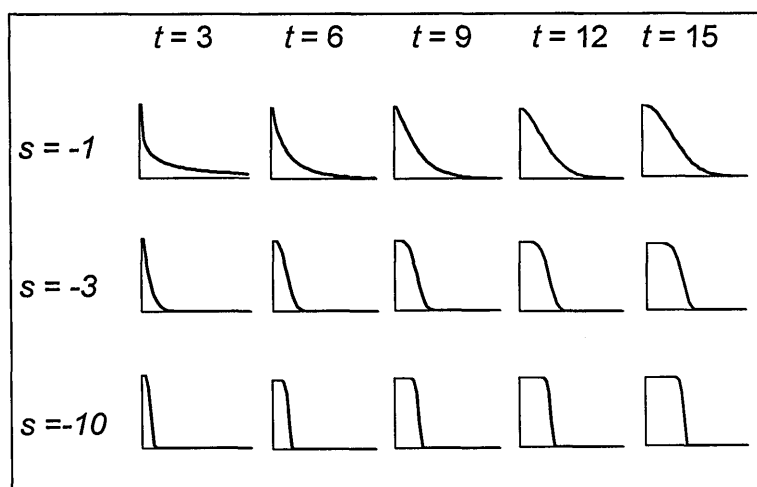 t = 3 t = 6 t = 9 t = 12 t = 15
s = -1
s = -3
s =-10